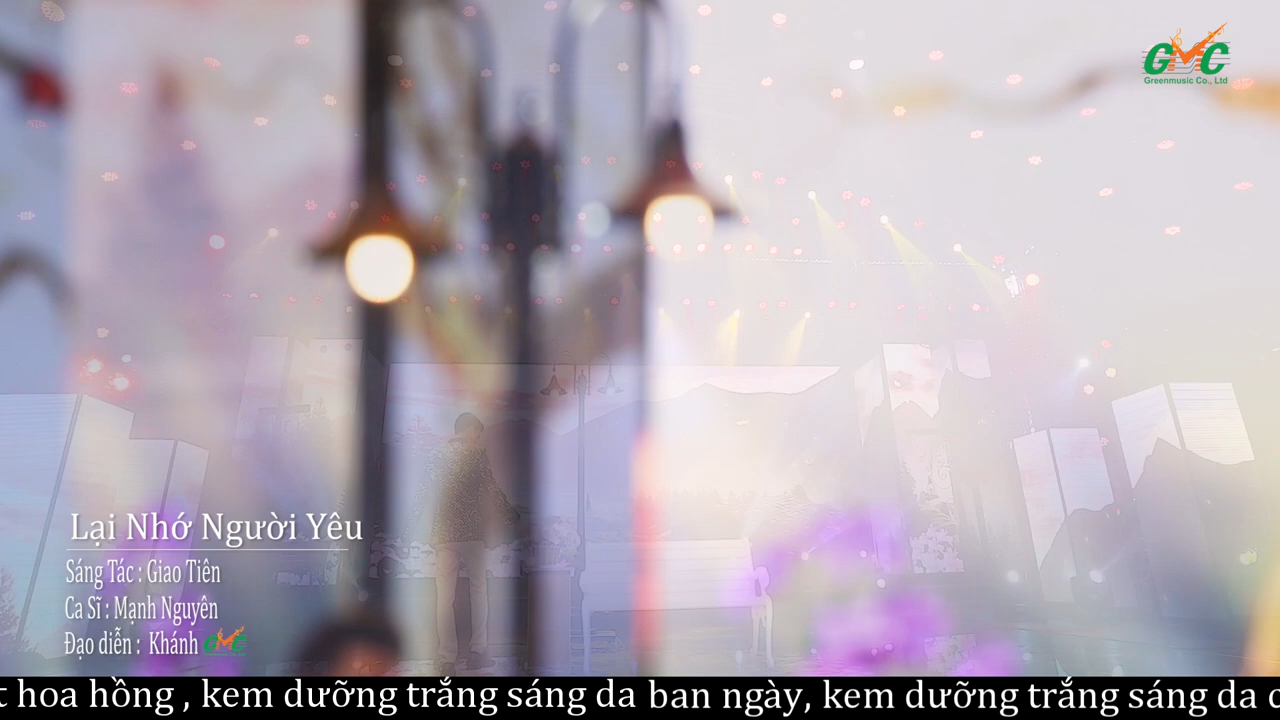 GMC
Greenmusic Co., Ltd
Lại Nhớ Người Yêu
Sáng Tác : Giao Tiên
Ca Sĩ : Mạnh Nguyên
Đạo diễn : Khánh GMC
hoa hồng , kem dưỡng trắng sáng da ban ngày, kem dưỡng trắng sáng da